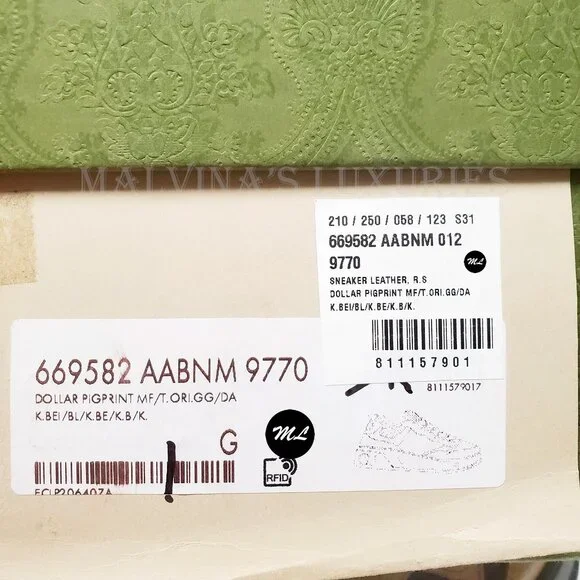 MALVINA'S LUXURIES
210 / 250 / 058 / 123 S31
669582 AABNM 012
9770
ML
SNEAKER LEATHER, R.S
DOLLAR PIGPRINT MF/T.ORI.GG/DA
K.BEI/BL/K.BE/K.B/K.
811157901
669582 AABNM 9770
DOLLAR PIGPRINT MF/T.ORI.GG/DA
K.BEI/BL/K.BE/K.B/K.
8111579017
G
ML
RFID
ECLP206407A